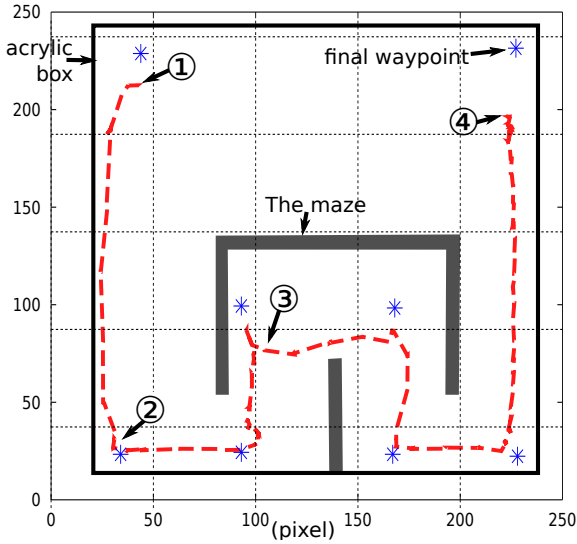 250
acrylic
box
①
final waypoint
200
④
150
The maze
100
③
②
50
0
0 50 100 150 200 250
(pixel)